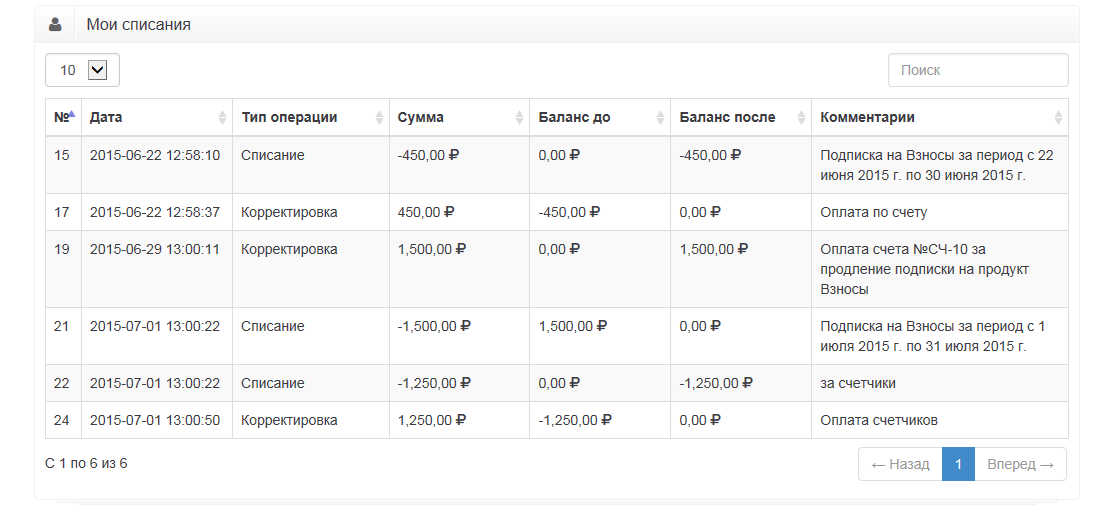 Мои списания
10
Поиск
№ Дата Тип операции Сумма Баланс до Баланс после Комментарии
15 2015-06-22 12:58:10 Списание -450,00 ₽ 0,00 ₽ -450,00 ₽ Подписка на Взносы за период с 22
июня 2015 г. по 30 июня 2015 г.
17 2015-06-22 12:58:37 Корректировка 450,00 ₽ -450,00 ₽ 0,00 ₽ Оплата по счету
19 2015-06-29 13:00:11 Корректировка 1,500,00 ₽ 0,00 ₽ 1,500,00 ₽ Оплата счета №СЧ-10 за
продление подписки на продукт
Взносы
21 2015-07-01 13:00:22 Списание -1,500,00 ₽ 1,500,00 ₽ 0,00 ₽ Подписка на Взносы за период с 1
июля 2015 г. по 31 июля 2015 г.
22 2015-07-01 13:00:22 Списание -1,250,00 ₽ 0,00 ₽ -1,250,00 ₽ за счетчики
24 2015-07-01 13:00:50 Корректировка 1,250,00 ₽ -1,250,00 ₽ 0,00 ₽ Оплата счетчиков
С 1 по 6 из 6
← Назад 1 Вперед →